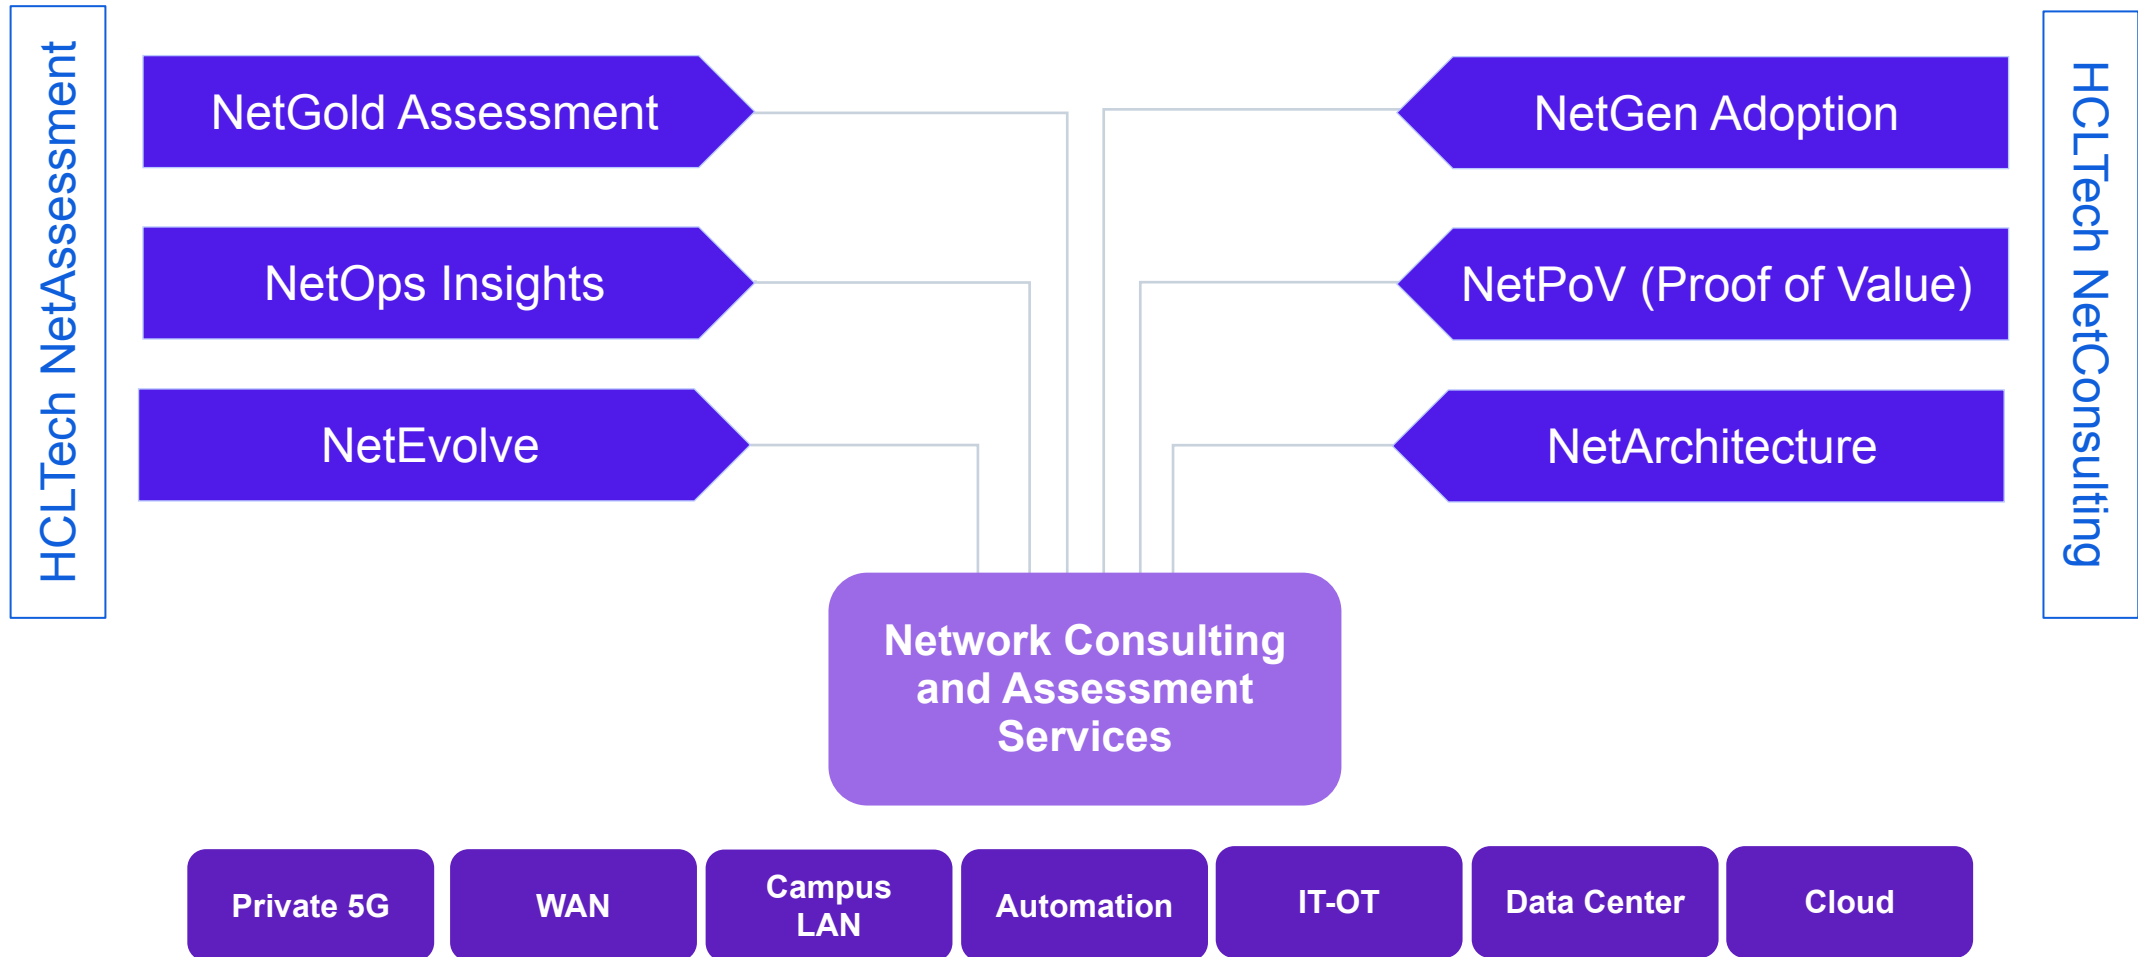 HCLTech NetAssessment
NetGold Assessment
NetOps Insights
NetEvolve
NetGen Adoption
NetPoV (Proof of Value)
NetArchitecture
HCLTech NetConsulting
Network Consulting
and Assessment
Services
Private 5G
WAN
Campus
LAN
Automation
IT-OT
Data Center
Cloud